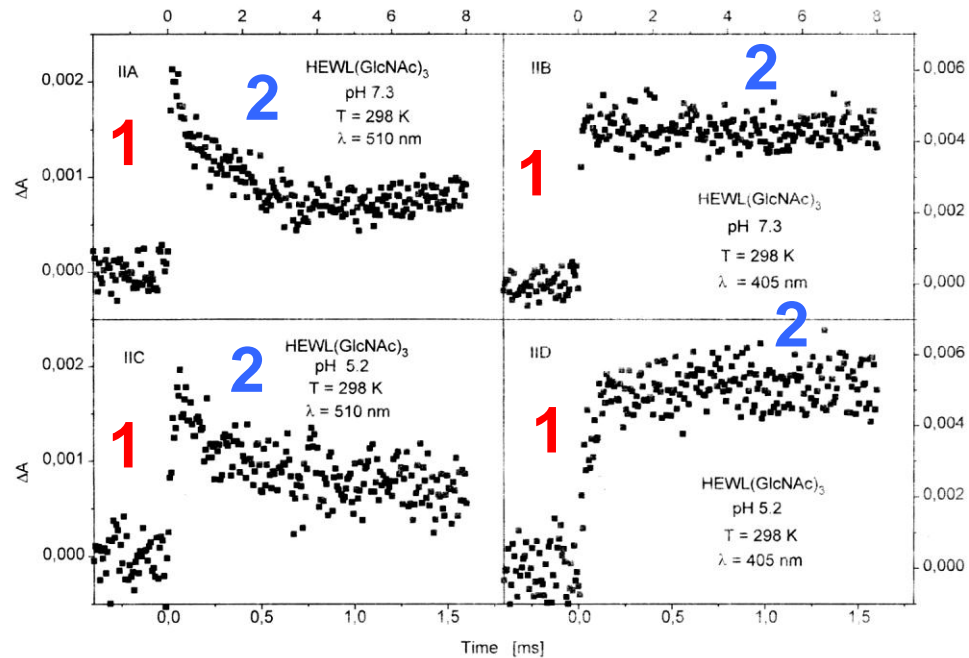 0 2 4 6 8 0 2 4 6 8
IIA
1
2
HEWL(GlcNAc)3
pH 7.3
T = 298 K
λ = 510 nm
0,002
0,001
0,000
ΔA
IIB
1
2
HEWL(GlcNAc)3
pH 7.3
T = 298 K
λ = 405 nm
0,006
0,004
0,002
0,000
IIC
1
2
HEWL(GlcNAc)3
pH 5.2
T = 298 K
λ = 510 nm
0,002
0,001
0,000
ΔA
IID
1
2
HEWL(GlcNAc)3
pH 5.2
T = 298 K
λ = 405 nm
0,006
0,004
0,002
0,000
0,0 0,5 1,0 1,5 0,0 0,5 1,0 1,5
Time [ms]